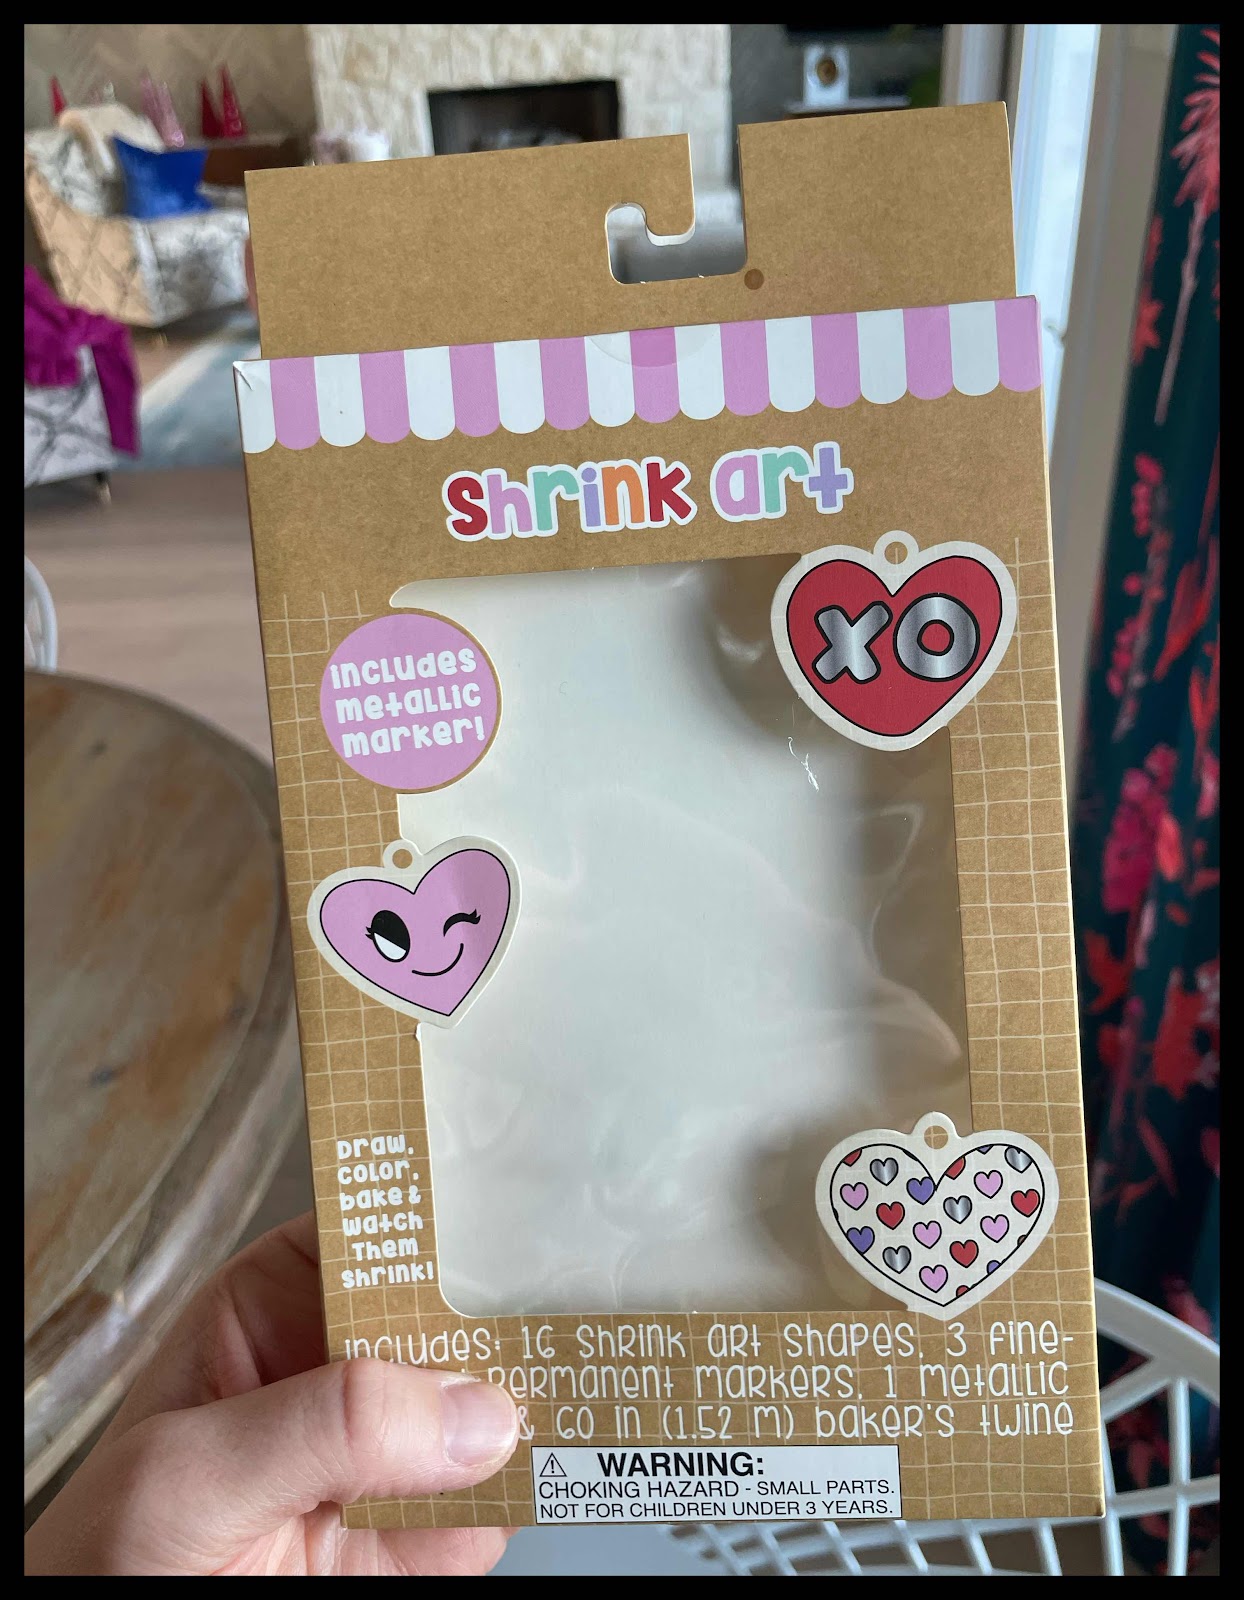 Shrink art
XO
includes
metallic
marker!
Draw,
color,
bake &
watch
Them
Shrink!
includes: 16 Shrink art Shapes, 3 fine-
permanent markers, 1 metallic
& 60 in (1.52 m) baker's twine
WARNING:
CHOKING HAZARD - SMALL PARTS.
NOT FOR CHILDREN UNDER 3 YEARS.